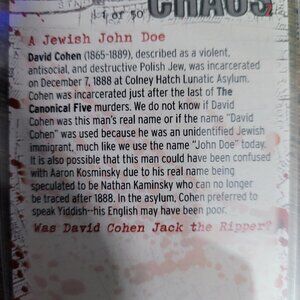 CHAOS
1 of 50
A Jewish John Doe
David Cohen (1865-1889), described as a violent,
antisocial, and destructive Polish Jew, was incarcerated
on December 7, 1888 at Colney Hatch Lunatic Asylum.
Cohen was incarcerated just after the last of The
Canonical Five murders. We do not know if David
Cohen was this man's real name or if the name "David
Cohen" was used because he was an unidentified Jewish
immigrant, much like we use the name "John Doe" today.
It is also possible that this man could have been confused
with Aaron Kosminsky due to his real name being
speculated to be Nathan Kaminsky who can no longer
be traced after 1888. In the asylum, Cohen preferred to
speak Yiddish--his English may have been poor.
Was David Cohen Jack the Ripper?